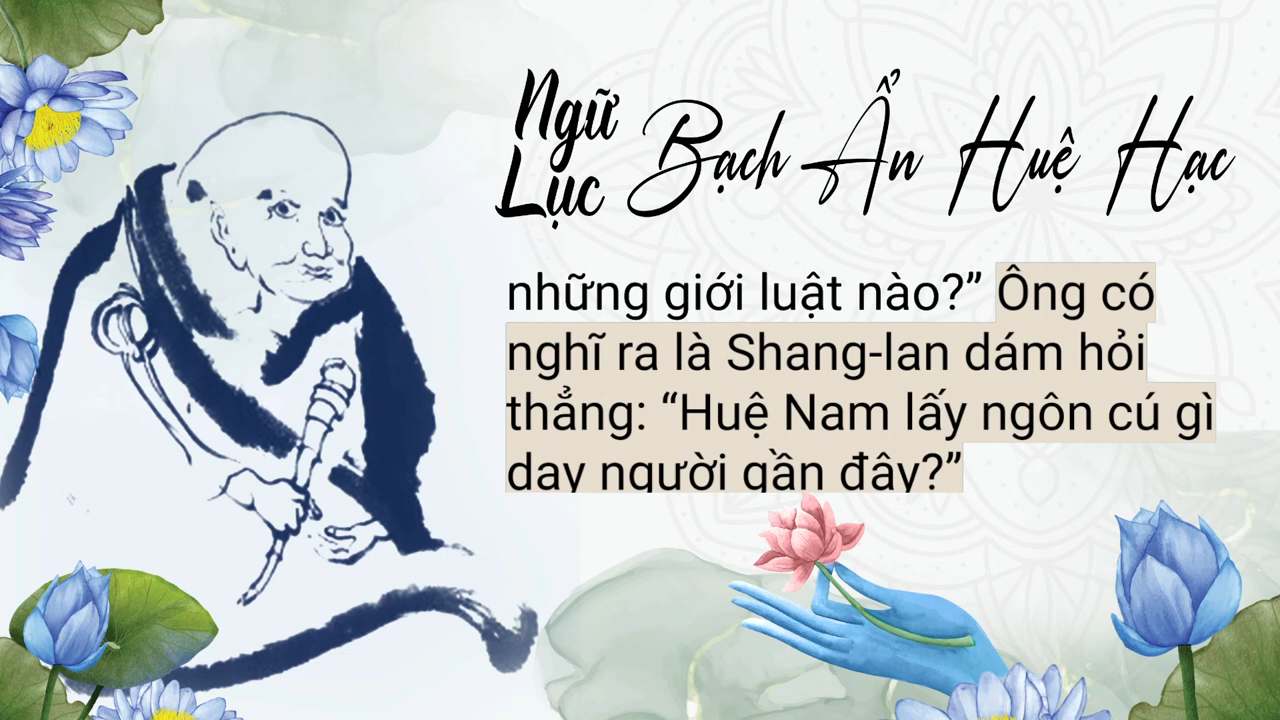 Ngữ Lục Bạch Ẩn Huệ Hạc
những giới luật nào?” Ông có
nghĩ ra là Shang-lan dám hỏi
thẳng: “Huệ Nam lấy ngôn cú gì
dạy người gần đây?”